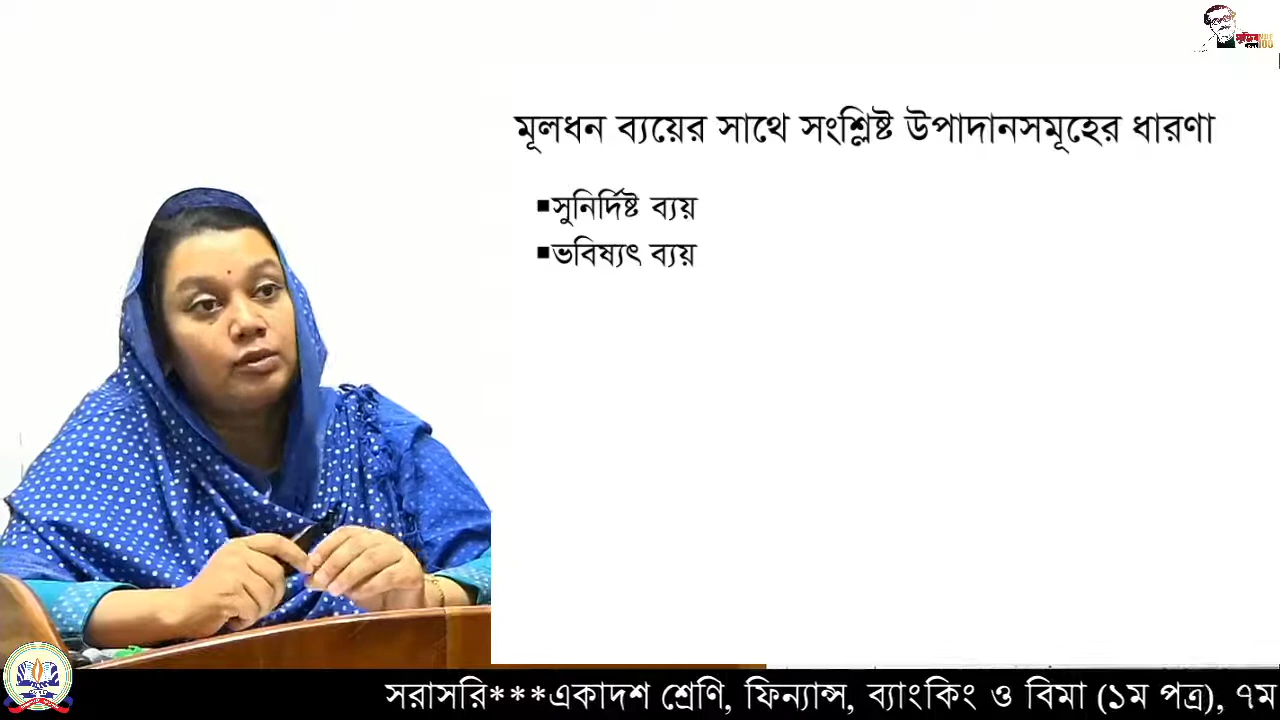 মূলধন ব্যয়ের সাথে সংশ্লিষ্ট উপাদানসমূহের ধারণা
▪সুনির্দিষ্ট ব্যয়
▪ভবিষ্যৎ ব্যয়
সরাসরি***একাদশ শ্রেণি, ফিন্যান্স, ব্যাংকিং ও বিমা (১ম পত্র), ৭ম